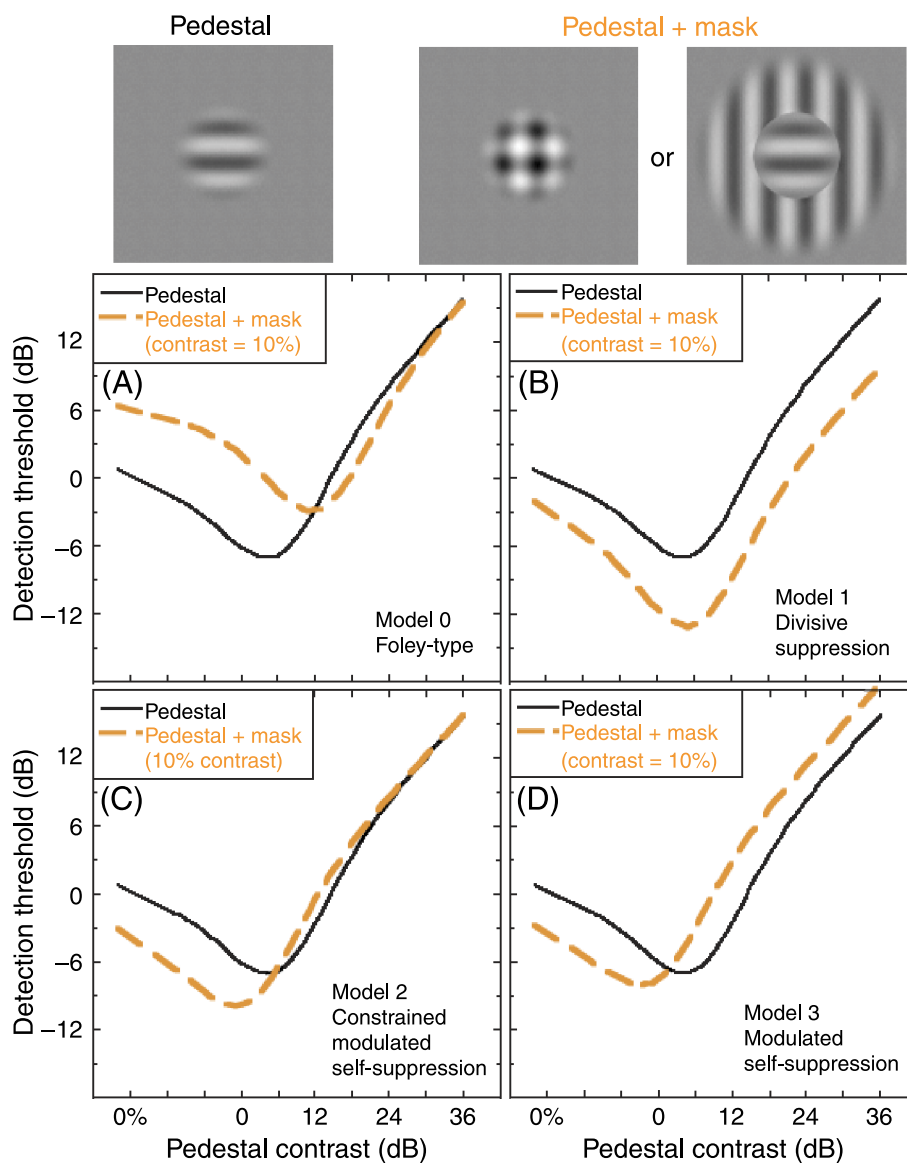 Pedestal
Pedestal + mask
or
Pedestal
Pedestal + mask
(contrast = 10%)
(A)
12
6
0
−6
−12
Detection threshold (dB)
Model 0
Foley-type
Pedestal
Pedestal + mask
(contrast = 10%)
(B)
Model 1
Divisive
suppression
Pedestal
Pedestal + mask
(10% contrast)
(C)
12
6
0
−6
−12
Detection threshold (dB)
Model 2
Constrained
modulated
self-suppression
0%
0
12
24
36
Pedestal contrast (dB)
Pedestal
Pedestal + mask
(contrast = 10%)
(D)
Model 3
Modulated
self-suppression
0%
0
12
24
36
Pedestal contrast (dB)